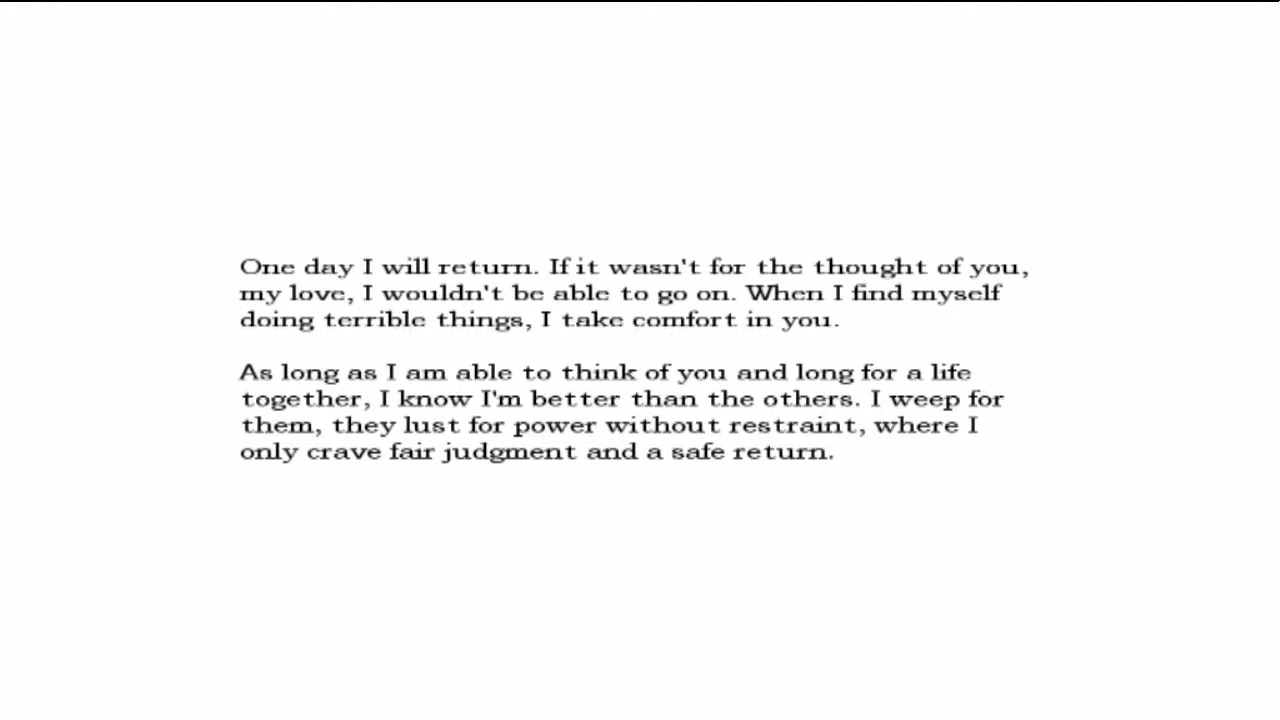 One day I will return. If it wasn't for the thought of you,
my love, I wouldn't be able to go on. When I find myself
doing terrible things, I take comfort in you.
As long as I am able to think of you and long for a life
together, I know I'm better than the others. I weep for
them, they lust for power without restraint, where I
only crave fair judgment and a safe return.